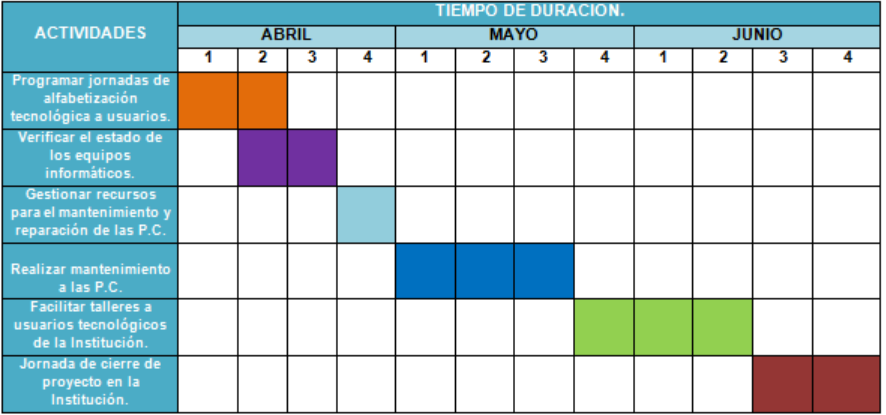 TIEMPO DE DURACION.
ACTIVIDADES
ABRIL MAYO JUNIO
1 2 3 4 1 2 3 4 1 2 3 4
Programar jornadas de
alfabetización
tecnológica a usuarios.
Verificar el estado de
los equipos
informáticos.
Gestionar recursos
para el mantenimiento y
reparación de las P.C.
Realizar mantenimiento
a las P.C.
Facilitar talleres a
usuarios tecnológicos
de la Institución.
Jornada de cierre de
proyecto en la
Institución.